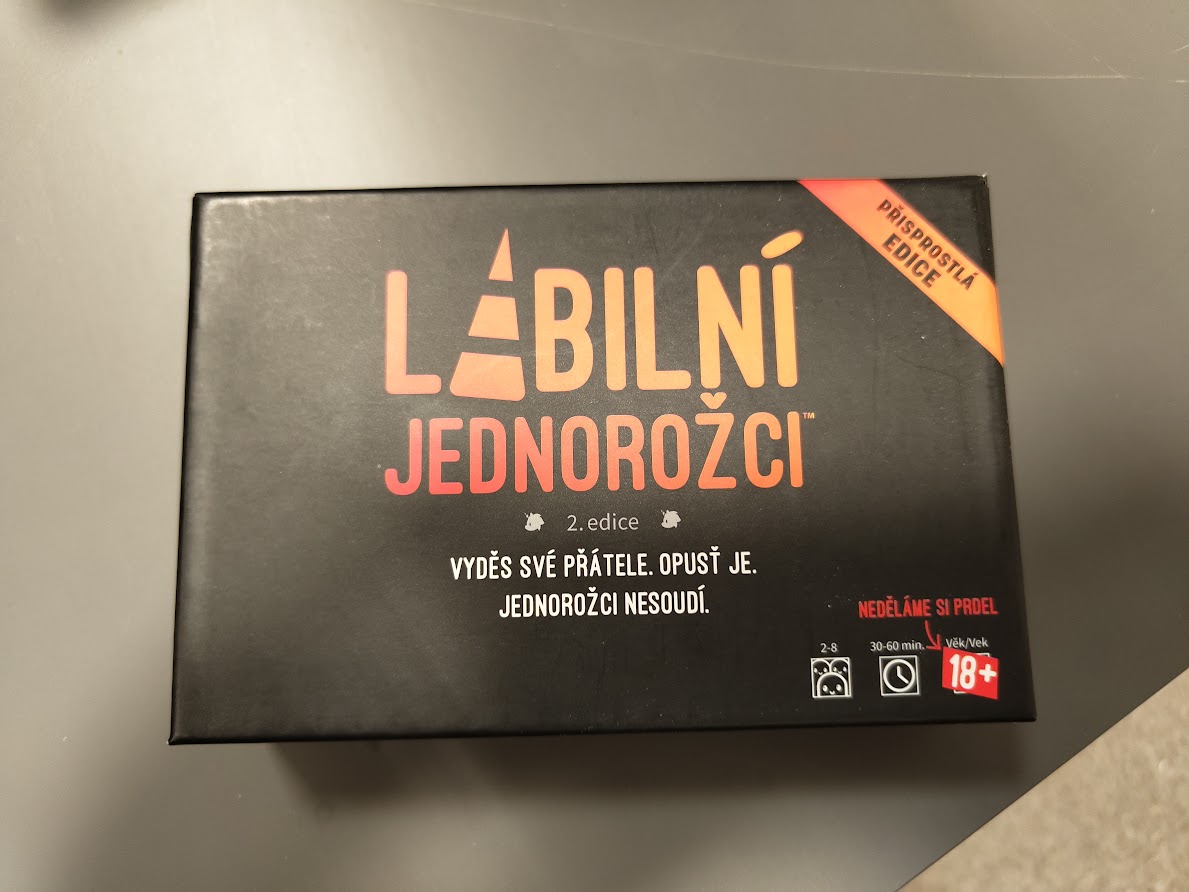 PŘISPROSTLÁ
EDICE
LABILNÍ
JEDNOROŽCI™
2. edice
VYDĚS SVÉ PŘÁTELE. OPUSŤ JE.
JEDNOROŽCI NESOUDÍ.
NEDĚLÁME SI PRDEL
2-8
30-60 min.
Věk/Vek
18+